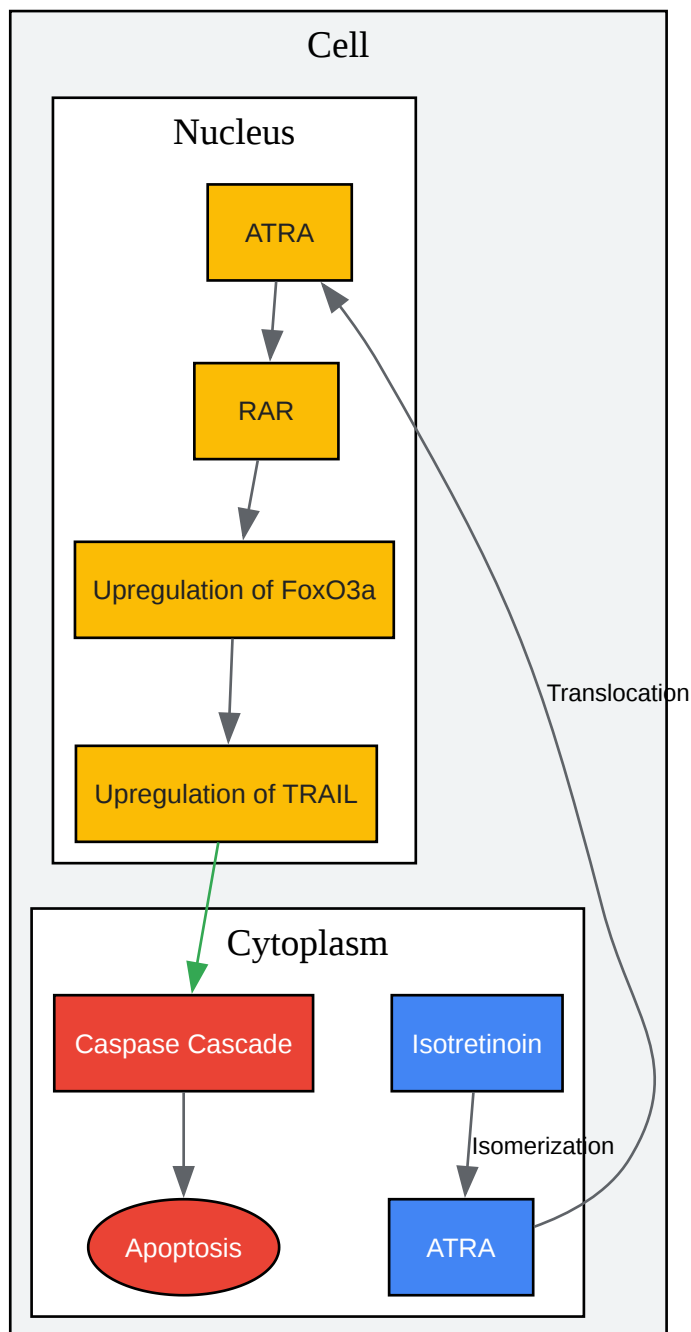 Cell
Nucleus
ATRA
RAR
Upregulation of FoxO3a
Translocation
Upregulation of TRAIL
Cytoplasm
Caspase Cascade
Isotretinoin
Isomerization
Apoptosis
ATRA